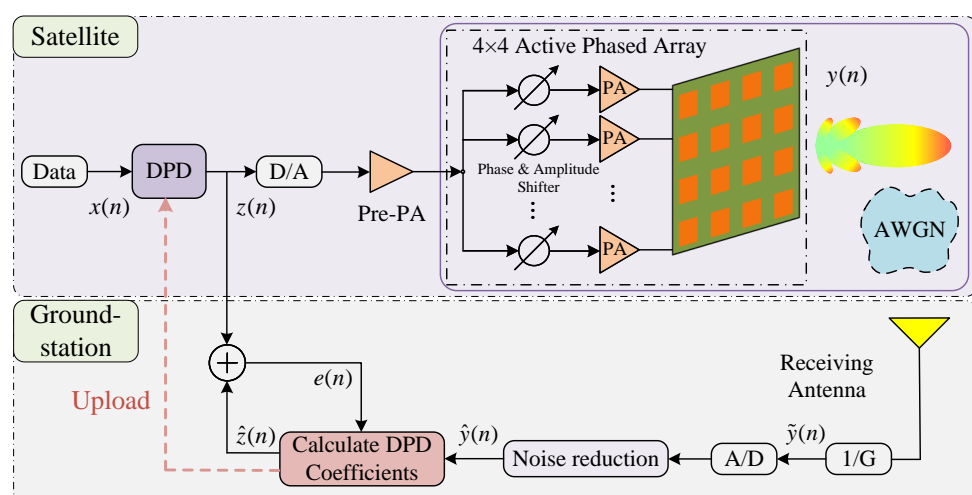 Satellite
4×4 Active Phased Array
y(n)
PA
PA
Data
DPD
D/A
Phase & Amplitude
Shifter
x(n)
z(n)
Pre-PA
...
...
PA
AWGN
Ground-
station
Receiving
Antenna
+
e(n)
Upload
ẑ(n)
ŷ(n)
ỹ(n)
Calculate DPD
Coefficients
Noise reduction
A/D
1/G